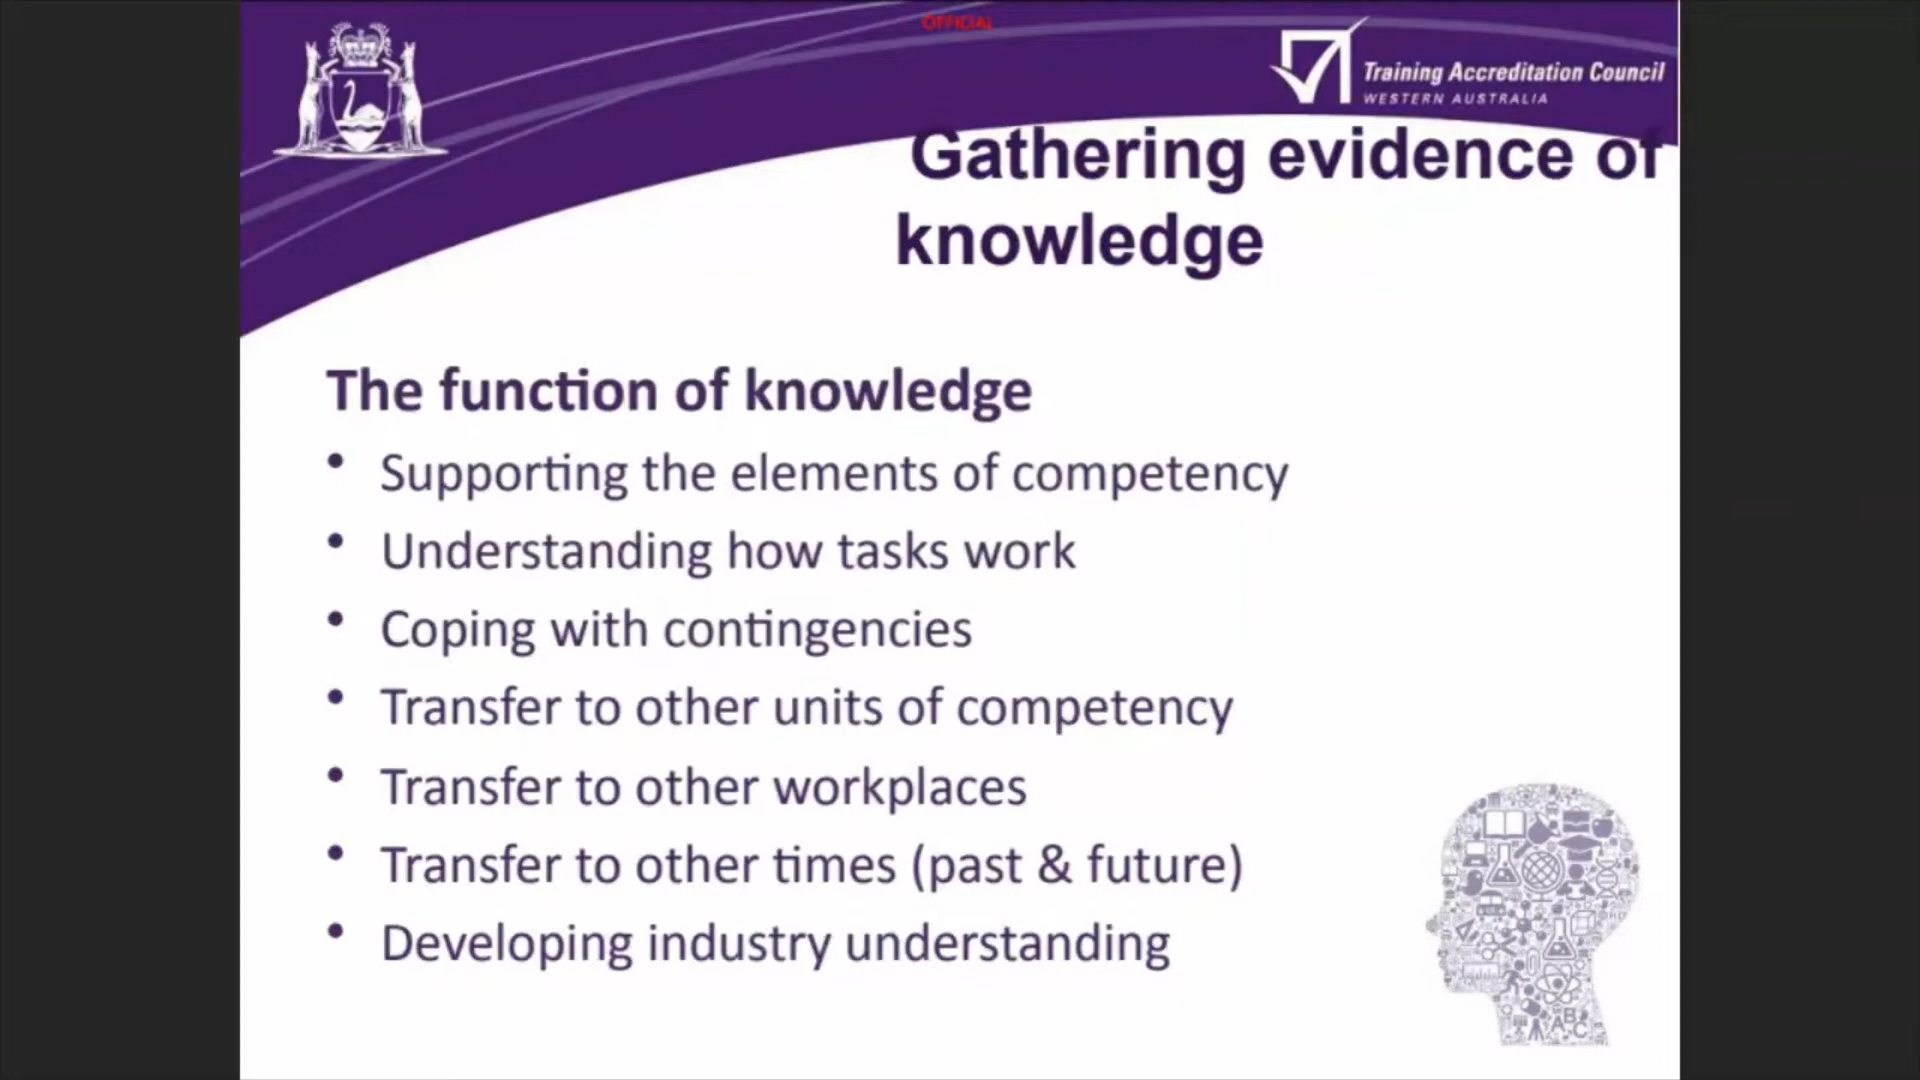 OFFICIAL
Training Accreditation Council
WESTERN AUSTRALIA
Gathering evidence of
knowledge
The function of knowledge
• Supporting the elements of competency
• Understanding how tasks work
• Coping with contingencies
• Transfer to other units of competency
• Transfer to other workplaces
• Transfer to other times (past & future)
• Developing industry understanding
A B C